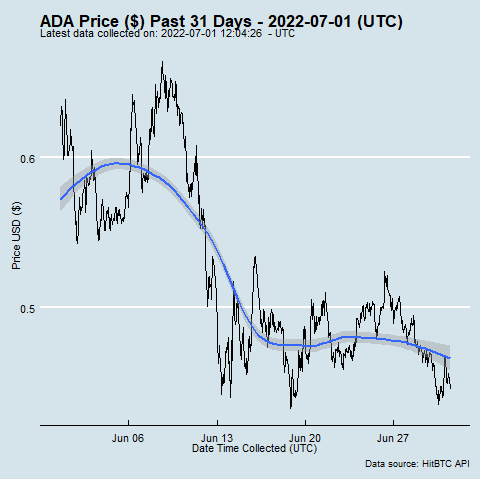 ADA Price ($) Past 31 Days - 2022-07-01 (UTC)
Latest data collected on: 2022-07-01 12:04:26 - UTC
0.6
0.5
Price USD ($)
Jun 06 Jun 13 Jun 20 Jun 27
Date Time Collected (UTC)
Data source: HitBTC API